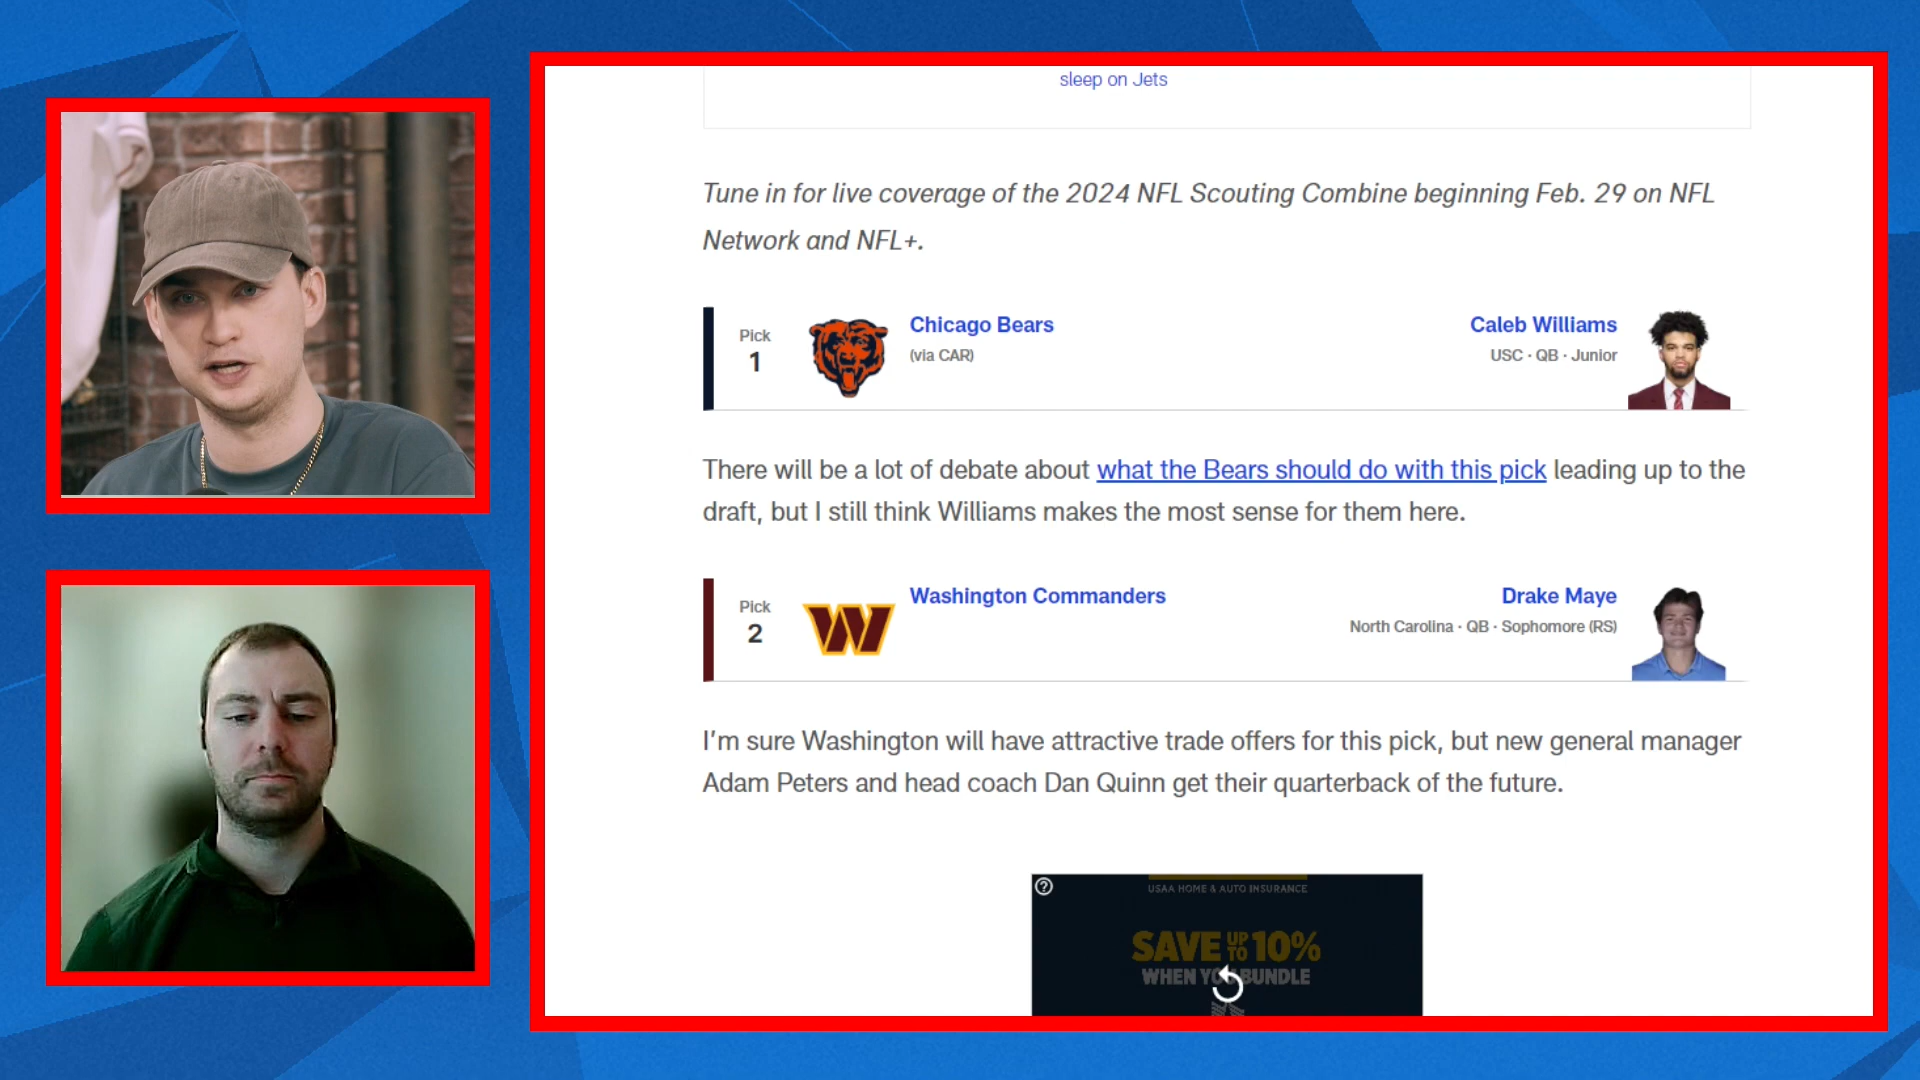 sleep on Jets
Tune in for live coverage of the 2024 NFL Scouting Combine beginning Feb. 29 on NFL
Network and NFL+.
Pick
1
Chicago Bears
(via CAR)
Caleb Williams
USC · QB · Junior
There will be a lot of debate about what the Bears should do with this pick leading up to the
draft, but I still think Williams makes the most sense for them here.
Pick
2
W
Washington Commanders
Drake Maye
North Carolina · QB · Sophomore (RS)
I'm sure Washington will have attractive trade offers for this pick, but new general manager
Adam Peters and head coach Dan Quinn get their quarterback of the future.
?
USAA HOME & AUTO INSURANCE
SAVE UP TO 10%
WHEN YOU BUNDLE